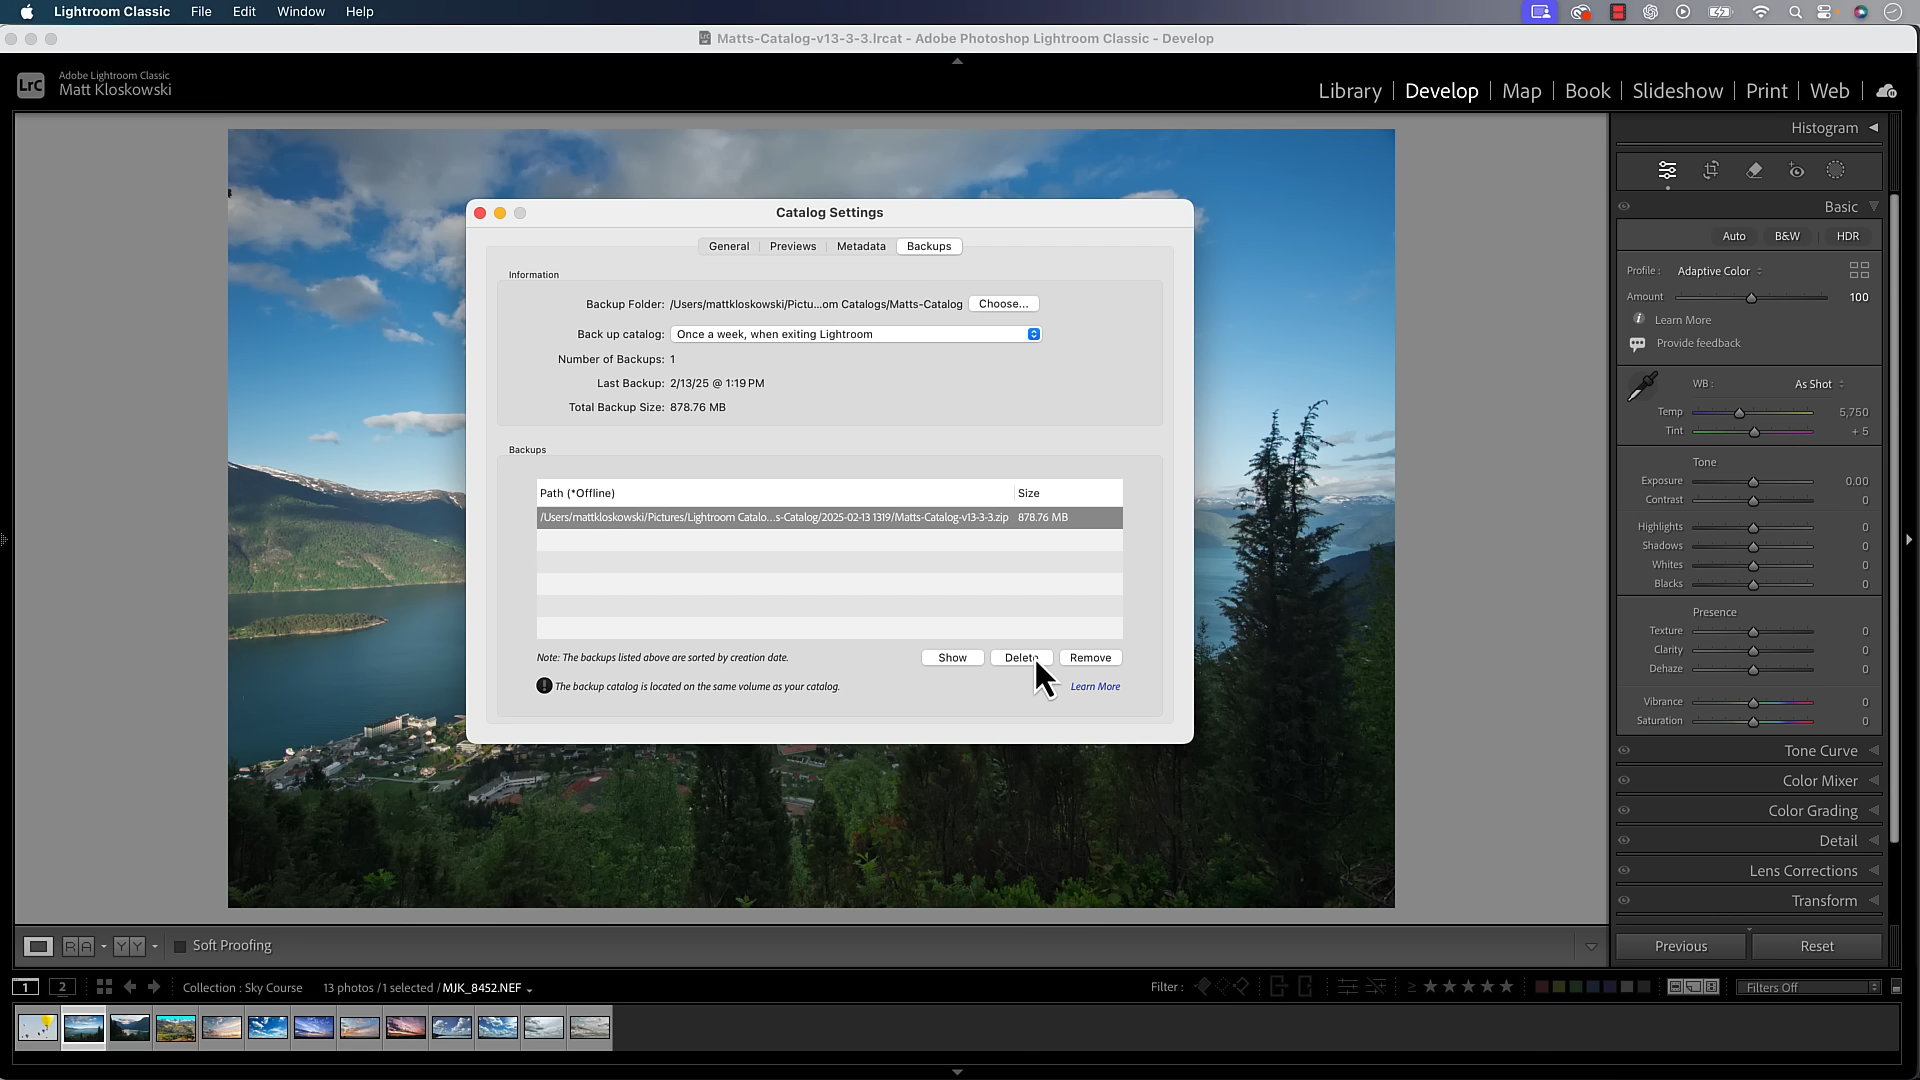 Lightroom Classic File Edit Window Help
Matts-Catalog-v13-3-3.lrcat - Adobe Photoshop Lightroom Classic - Develop
LrC
Adobe Lightroom Classic
Matt Kloskowski
Library | Develop | Map | Book | Slideshow | Print | Web
Catalog Settings
General Previews Metadata Backups
Information
Backup Folder: /Users/mattkloskowski/Pictu...om Catalogs/Matts-Catalog Choose...
Back up catalog: Once a week, when exiting Lightroom
Number of Backups: 1
Last Backup: 2/13/25 @ 1:19 PM
Total Backup Size: 878.76 MB
Backups
Path (*Offline) Size
/Users/mattkloskowski/Pictures/Lightroom Catalo...s-Catalog/2025-02-13 1319/Matts-Catalog-v13-3-3.zip 878.76 MB
Note: The backups listed above are sorted by creation date. Show Delete Remove
The backup catalog is located on the same volume as your catalog. Learn More
Histogram
Basic
Auto B&W HDR
Profile : Adaptive Color
Amount 100
Learn More
Provide feedback
WB : As Shot
Temp 5,750
Tint + 5
Tone
Exposure 0.00
Contrast 0
Highlights 0
Shadows 0
Whites 0
Blacks 0
Presence
Texture 0
Clarity 0
Dehaze 0
Vibrance 0
Saturation 0
Tone Curve
Color Mixer
Color Grading
Detail
Lens Corrections
Transform
Previous Reset
R A Y Y Soft Proofing
1 2 Collection : Sky Course 13 photos / 1 selected / MJK_8452.NEF Filter : ≥ ★★★★★ Filters Off